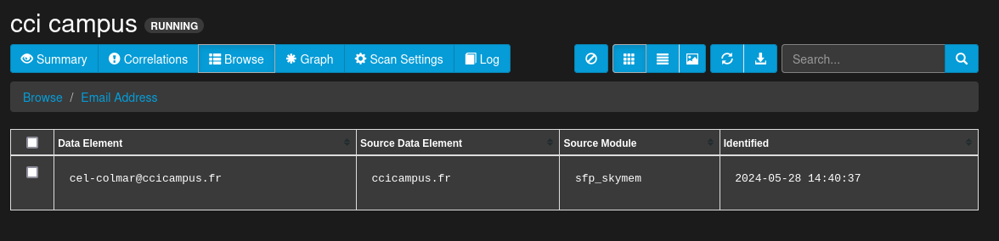 cci campus RUNNING
Summary Correlations Browse Graph Scan Settings Log Search...
Browse / Email Address
Data Element Source Data Element Source Module Identified
cel-colmar@ccicampus.fr ccicampus.fr sfp_skymem 2024-05-28 14:40:37